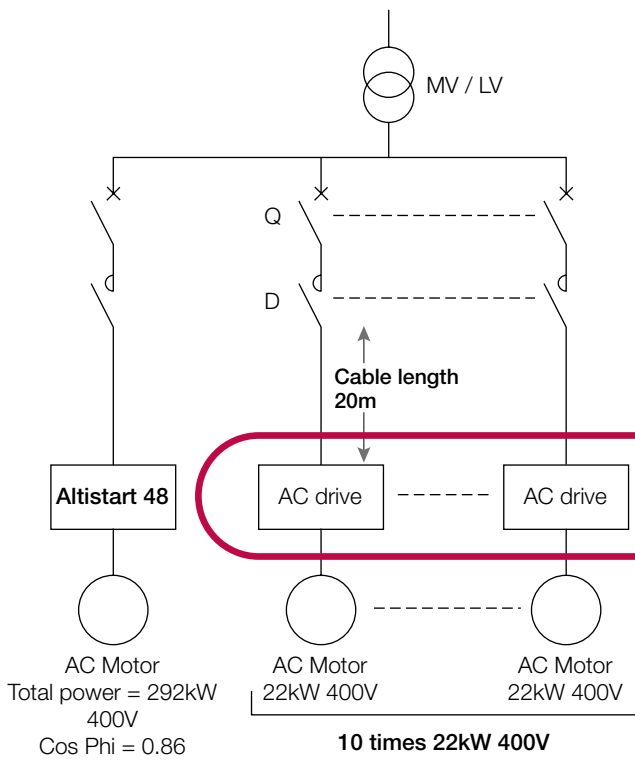 MV / LV
Q
D
Cable length
20m
Altistart 48
AC drive
AC drive
AC Motor
Total power = 292kW
400V
Cos Phi = 0.86
AC Motor
22kW 400V
AC Motor
22kW 400V
10 times 22kW 400V